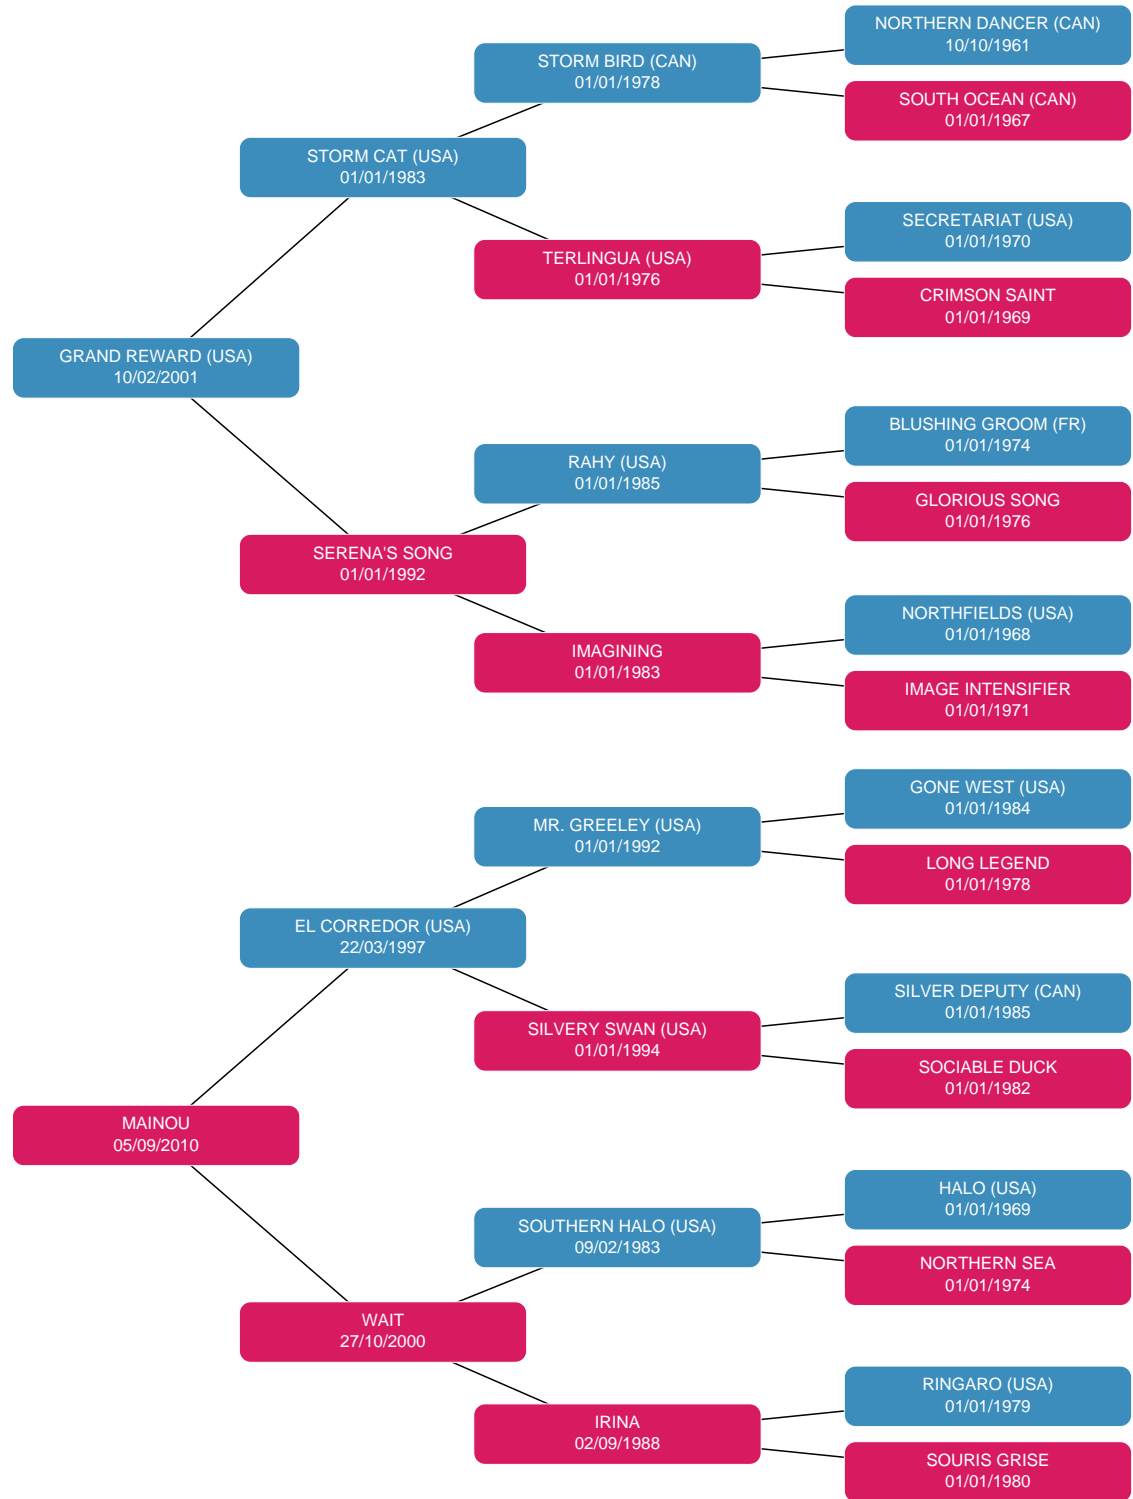 NORTHERN DANCER (CAN)
10/10/1961
STORM BIRD (CAN)
01/01/1978
SOUTH OCEAN (CAN)
01/01/1967
STORM CAT (USA)
01/01/1983
SECRETARIAT (USA)
01/01/1970
TERLINGUA (USA)
01/01/1976
CRIMSON SAINT
01/01/1969
GRAND REWARD (USA)
10/02/2001
BLUSHING GROOM (FR)
01/01/1974
RAHY (USA)
01/01/1985
GLORIOUS SONG
01/01/1976
SERENA'S SONG
01/01/1992
NORTHFIELDS (USA)
01/01/1968
IMAGINING
01/01/1983
IMAGE INTENSIFIER
01/01/1971
GONE WEST (USA)
01/01/1984
MR. GREELEY (USA)
01/01/1992
LONG LEGEND
01/01/1978
EL CORREDOR (USA)
22/03/1997
SILVER DEPUTY (CAN)
01/01/1985
SILVERY SWAN (USA)
01/01/1994
SOCIABLE DUCK
01/01/1982
MAINOU
05/09/2010
HALO (USA)
01/01/1969
SOUTHERN HALO (USA)
09/02/1983
NORTHERN SEA
01/01/1974
WAIT
27/10/2000
RINGARO (USA)
01/01/1979
IRINA
02/09/1988
SOURIS GRISE
01/01/1980